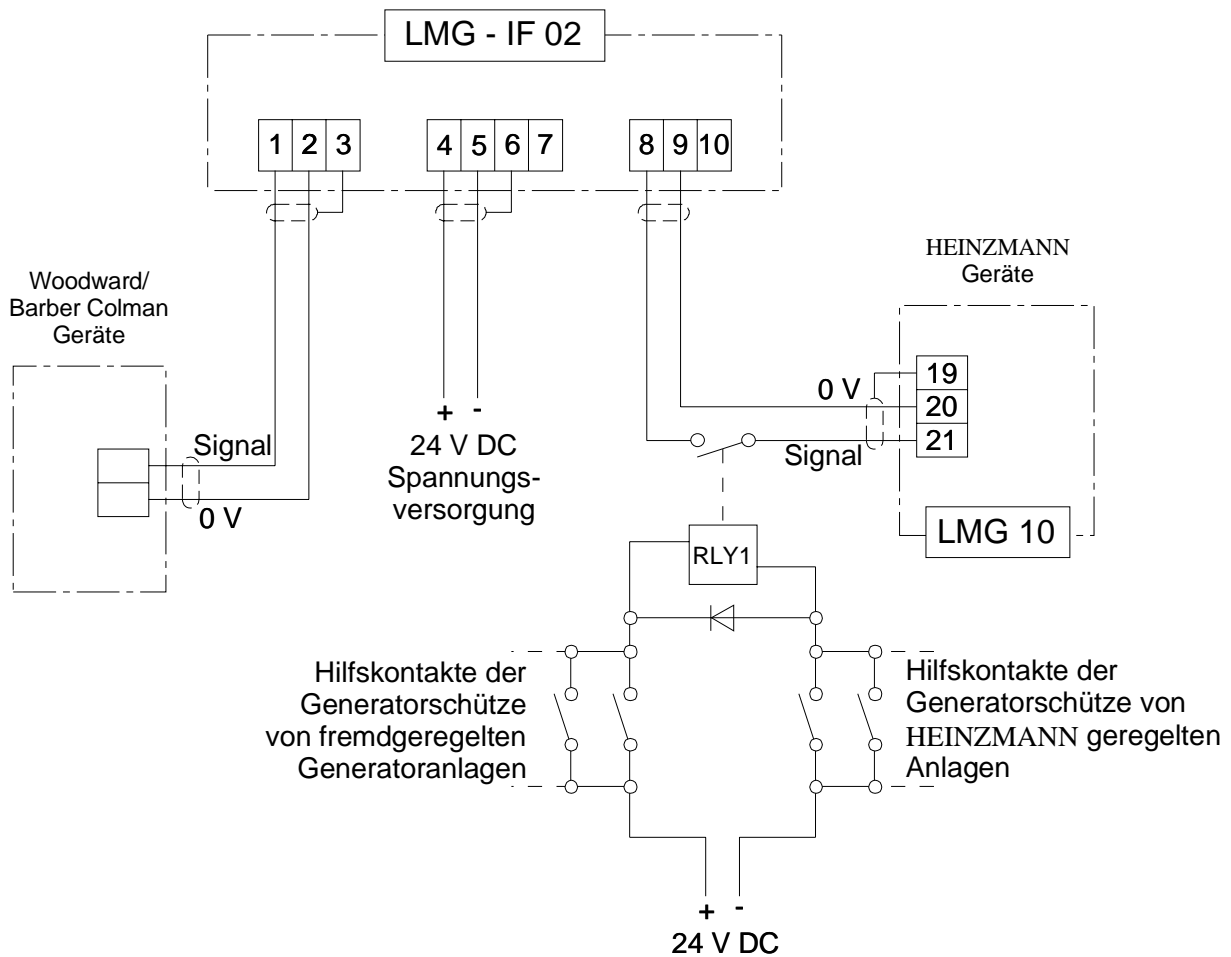 LMG - IF 02
1 2 3 4 5 6 7 8 9 10
HEINZMANN
Geräte
Woodward/
Barber Colman
Geräte
19
0 V
20
21
Signal
Signal
0 V
+ -
24 V DC
Spannungs-
versorgung
LMG 10
RLY1
Hilfskontakte der
Generatorschütze
von fremdgeregelten
Generatoranlagen
Hilfskontakte der
Generatorschütze von
HEINZMANN geregelten
Anlagen
+ -
24 V DC